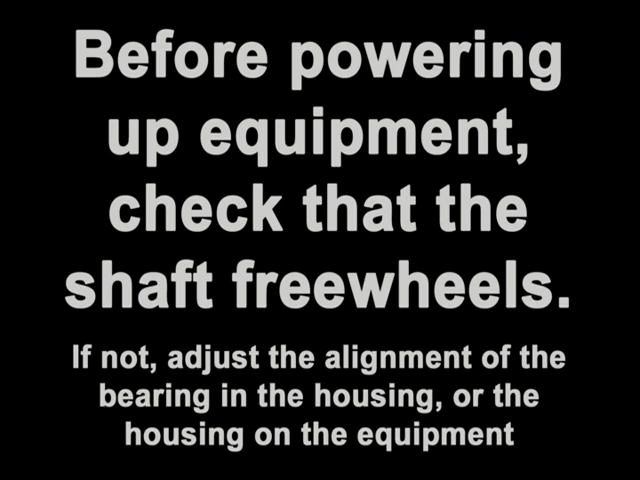 Before powering
up equipment,
check that the
shaft freewheels.
If not, adjust the alignment of the
bearing in the housing, or the
housing on the equipment